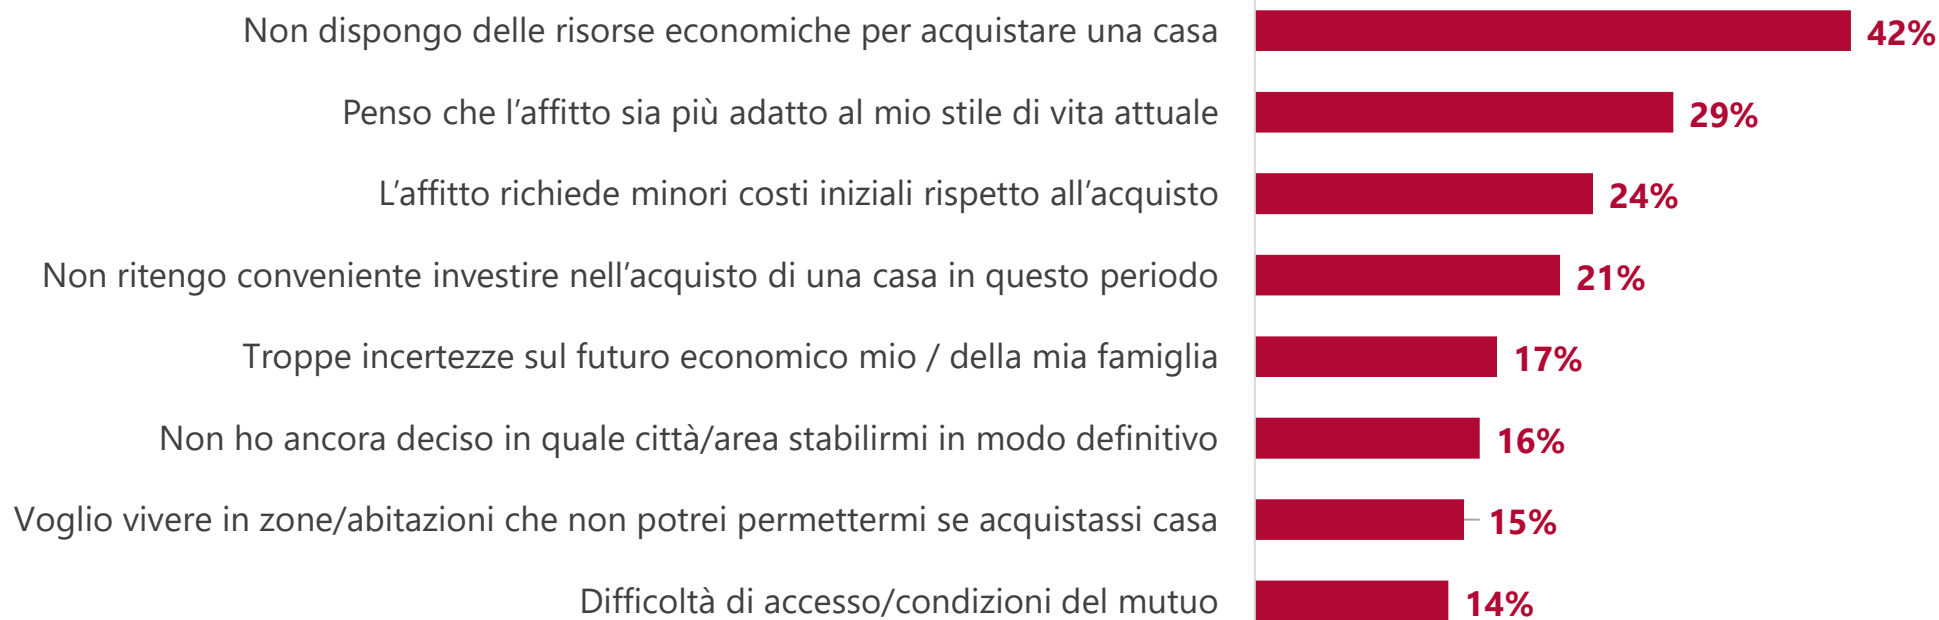 Non dispongo delle risorse economiche per acquistare una casa 42%
Penso che l’affitto sia più adatto al mio stile di vita attuale 29%
L’affitto richiede minori costi iniziali rispetto all’acquisto 24%
Non ritengo conveniente investire nell’acquisto di una casa in questo periodo 21%
Troppe incertezze sul futuro economico mio / della mia famiglia 17%
Non ho ancora deciso in quale città/area stabilirmi in modo definitivo 16%
Voglio vivere in zone/abitazioni che non potrei permettermi se acquistassi casa 15%
Difficoltà di accesso/condizioni del mutuo 14%